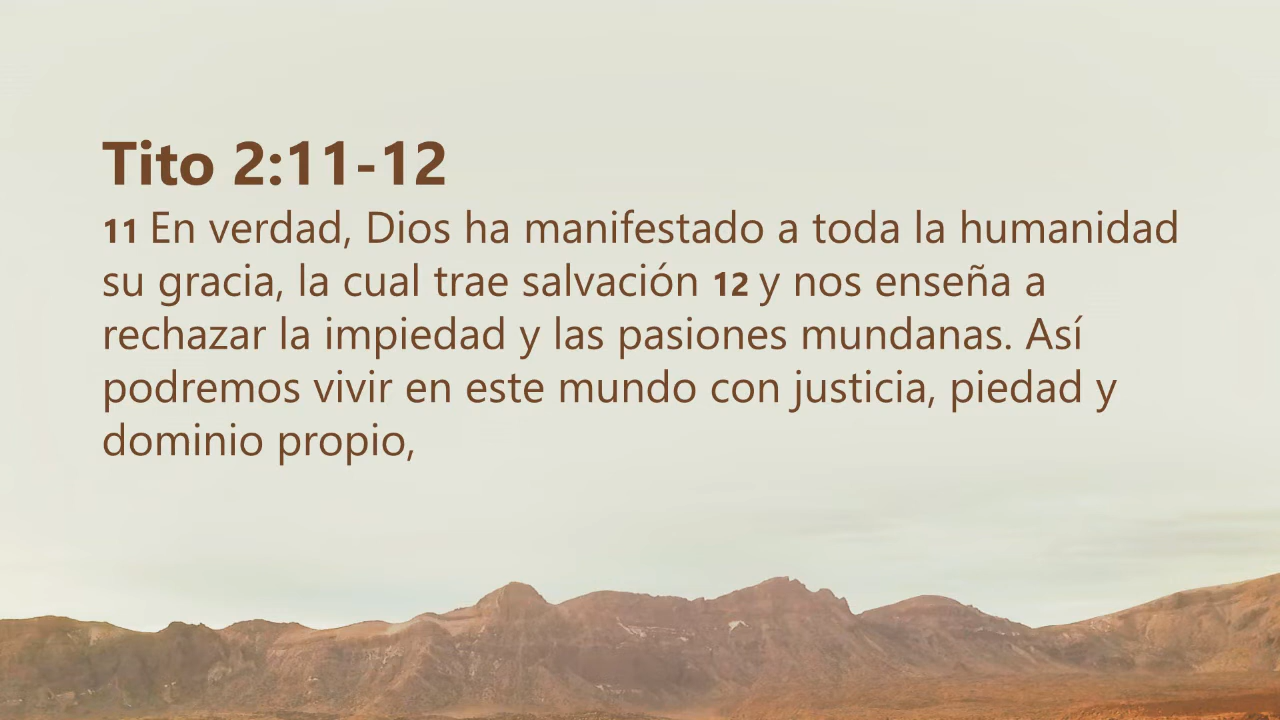 Tito 2:11-12
11 En verdad, Dios ha manifestado a toda la humanidad
su gracia, la cual trae salvación 12 y nos enseña a
rechazar la impiedad y las pasiones mundanas. Así
podremos vivir en este mundo con justicia, piedad y
dominio propio,